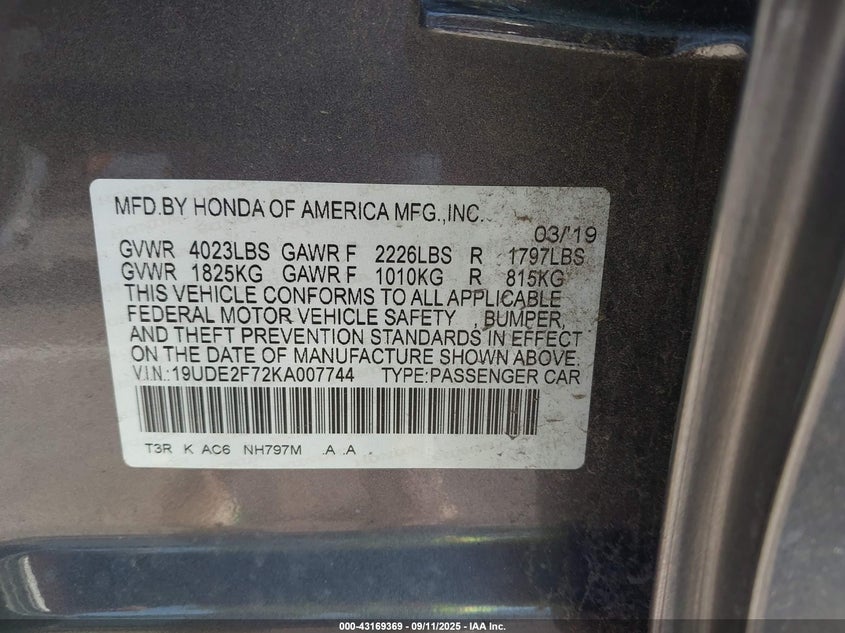 MFD.BY HONDA OF AMERICA MFG.,INC.
03/'19
GVWR 4023LBS GAWR F 2226LBS R 1797LBS
GVWR 1825KG GAWR F 1010KG R 815KG
THIS VEHICLE CONFORMS TO ALL APPLICABLE
FEDERAL MOTOR VEHICLE SAFETY , BUMPER,
AND THEFT PREVENTION STANDARDS IN EFFECT
ON THE DATE OF MANUFACTURE SHOWN ABOVE.
V.I.N.:19UDE2F72KA007744 TYPE:PASSENGER CAR
T3R K AC6 NH797M .A .A .
000-43169369 - 09/11/2025 - IAA Inc.